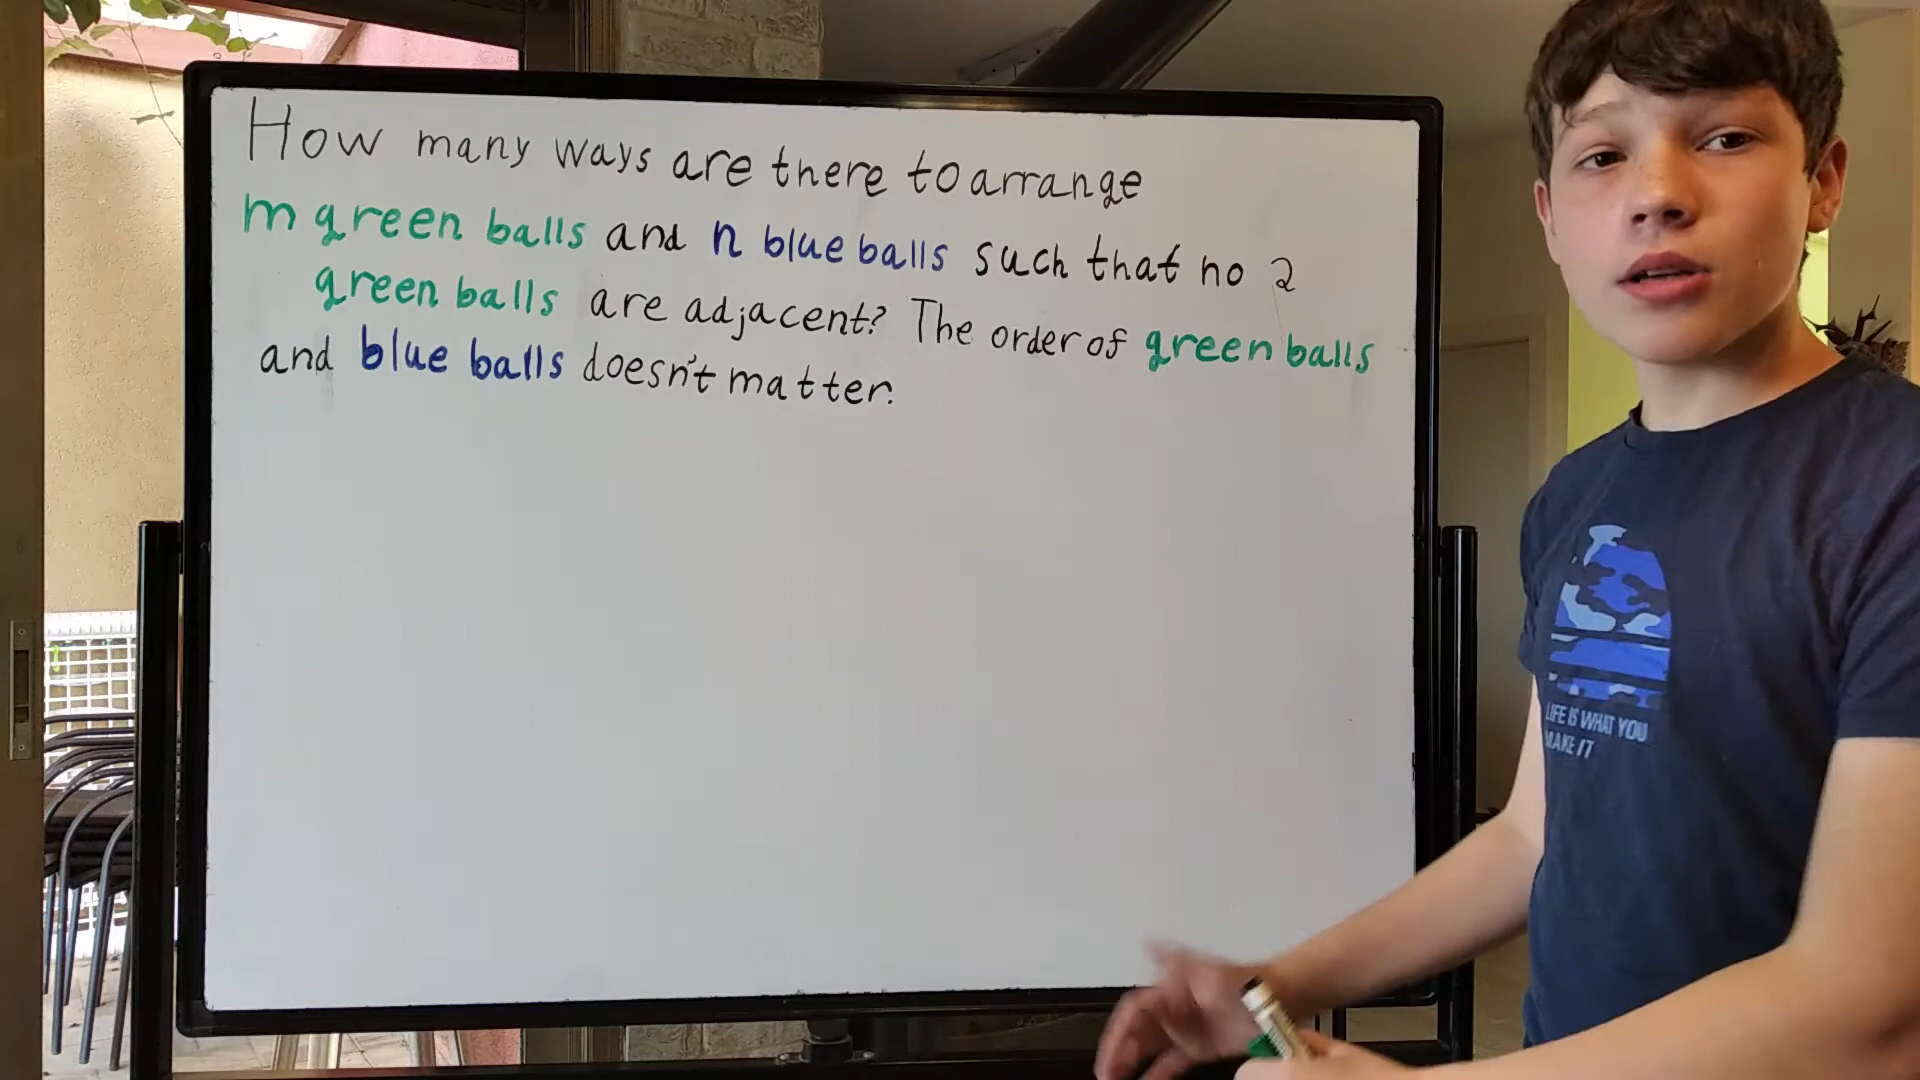 How many ways are there to arrange
m green balls and n blue balls such that no 2
green balls are adjacent? The order of green balls
and blue balls doesn't matter.
LIFE IS WHAT YOU
MAKE IT